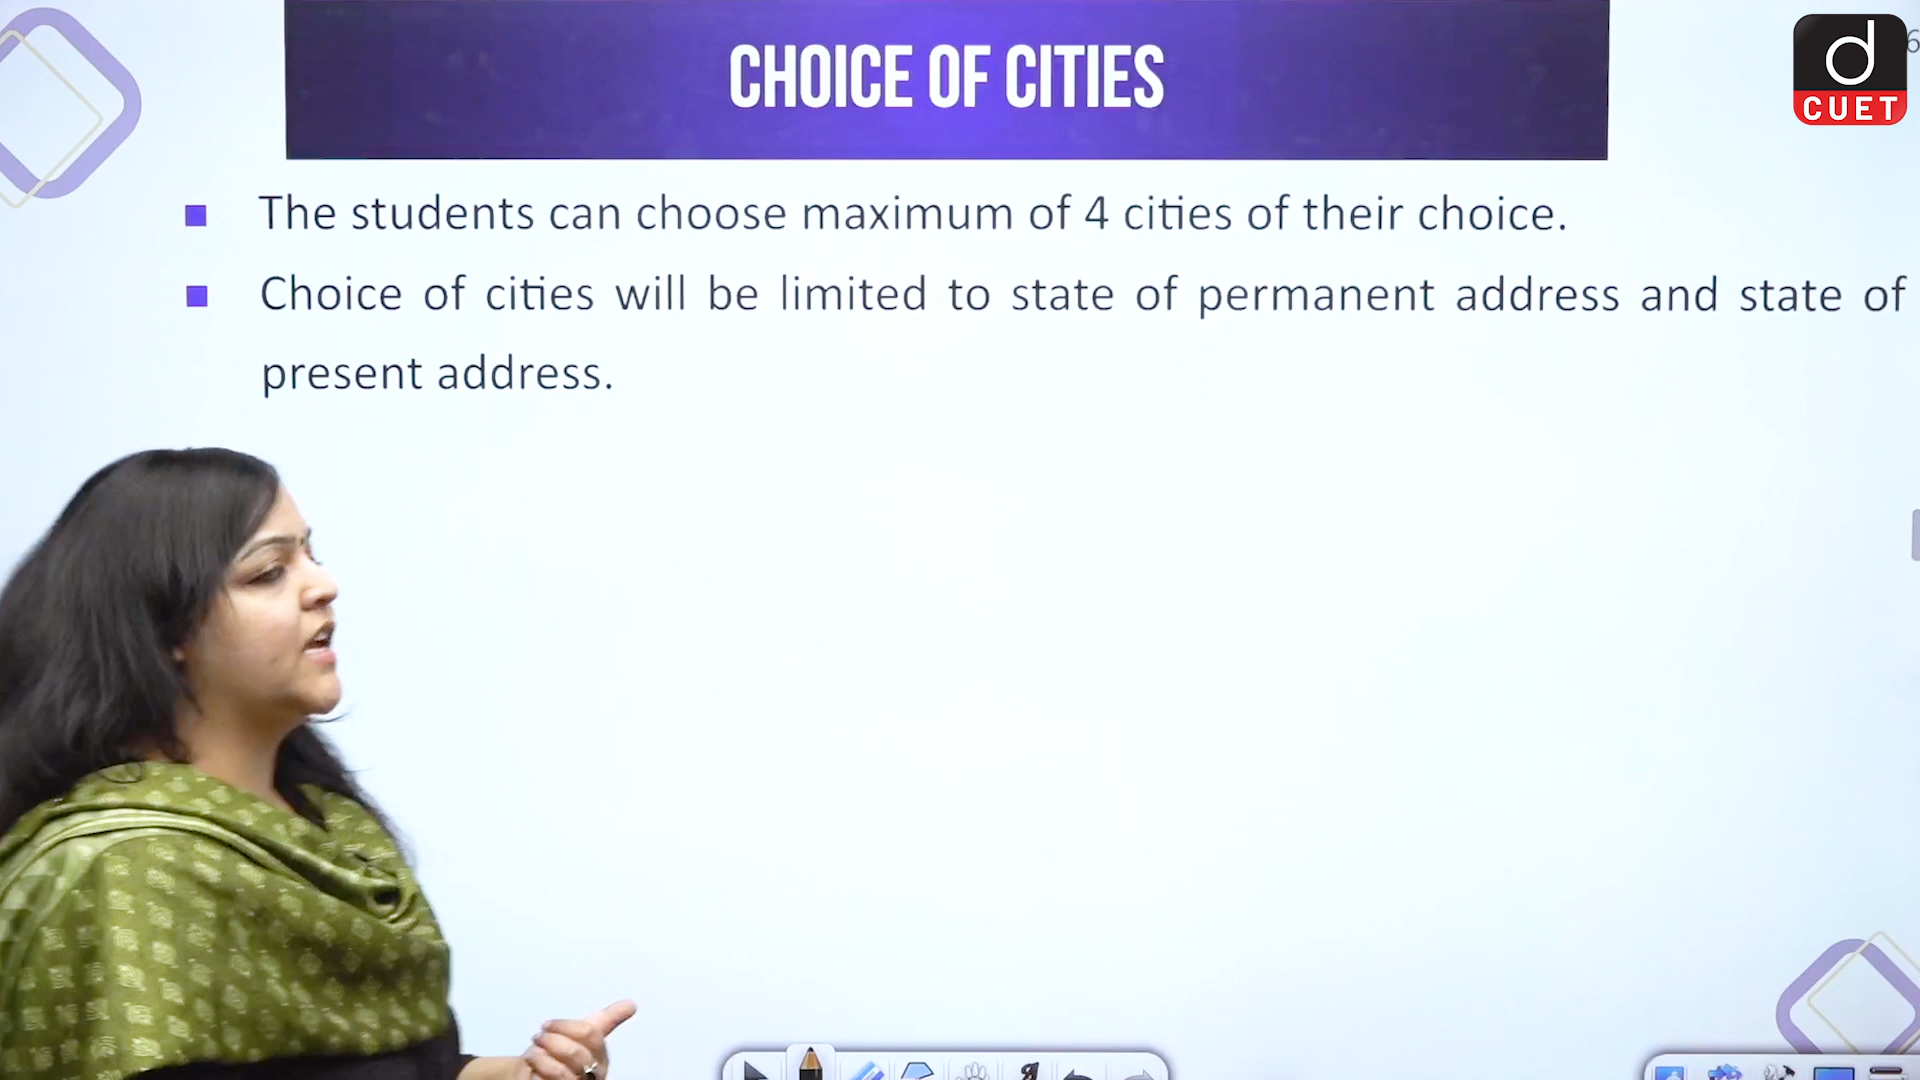 CHOICE OF CITIES
d
CUET
6
The students can choose maximum of 4 cities of their choice.
Choice of cities will be limited to state of permanent address and state of
present address.